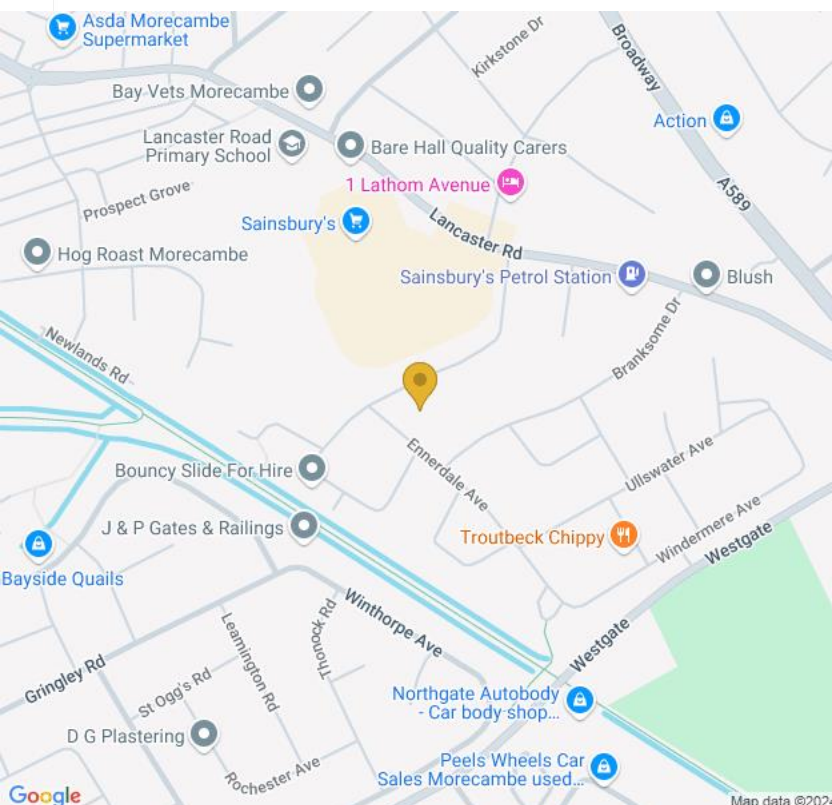 Asda Morecambe
Supermarket
Kirkstone Dr
Broadway
Bay Vets Morecambe
Action
Lancaster Road
Primary School
Bare Hall Quality Carers
1 Lathom Avenue
A589
Prospect Grove
Sainsbury's
Lancaster Rd
Hog Roast Morecambe
Sainsbury's Petrol Station
Blush
Newlands Rd
Branksome Dr
Ennerdale Ave
Bouncy Slide For Hire
Ullswater Ave
J & P Gates & Railings
Troutbeck Chippy
Windermere Ave
Westgate
Bayside Quails
Winthorpe Ave
Thonock Rd
Leamington Rd
Westgate
Gringley Rd
St Ogg's Rd
Northgate Autobody
- Car body shop...
D G Plastering
Peels Wheels Car
Sales Morecambe used...
Rochester Ave
Google
Map data ©202